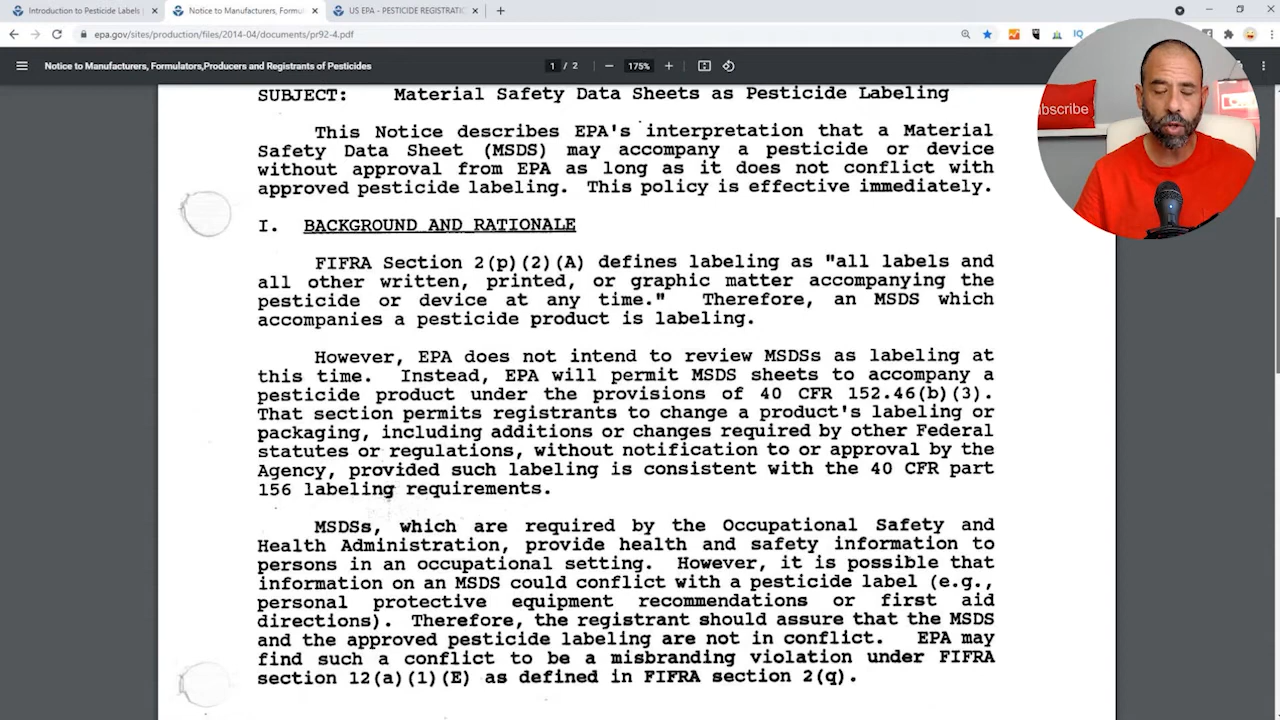 Introduction to Pesticide Labels
Notice to Manufacturers, Formul
US EPA - PESTICIDE REGISTRATI
epa.gov/sites/production/files/2014-04/documents/pr92-4.pdf
Notice to Manufacturers, Formulators,Producers and Registrants of Pesticides
1 / 2
175%
ubscribe
SUBJECT: Material Safety Data Sheets as Pesticide Labeling
This Notice describes EPA's interpretation that a Material
Safety Data Sheet (MSDS) may accompany a pesticide or device
without approval from EPA as long as it does not conflict with
approved pesticide labeling. This policy is effective immediately.
I. BACKGROUND AND RATIONALE
FIFRA Section 2(p)(2)(A) defines labeling as "all labels and
all other written, printed, or graphic matter accompanying the
pesticide or device at any time." Therefore, an MSDS which
accompanies a pesticide product is labeling.
However, EPA does not intend to review MSDSs as labeling at
this time. Instead, EPA will permit MSDS sheets to accompany a
pesticide product under the provisions of 40 CFR 152.46(b)(3).
That section permits registrants to change a product's labeling or
packaging, including additions or changes required by other Federal
statutes or regulations, without notification to or approval by the
Agency, provided such labeling is consistent with the 40 CFR part
156 labeling requirements.
MSDSs, which are required by the Occupational Safety and
Health Administration, provide health and safety information to
persons in an occupational setting. However, it is possible that
information on an MSDS could conflict with a pesticide label (e.g.,
personal protective equipment recommendations or first aid
directions). Therefore, the registrant should assure that the MSDS
and the approved pesticide labeling are not in conflict. EPA may
find such a conflict to be a misbranding violation under FIFRA
section 12(a)(1)(E) as defined in FIFRA section 2(q).